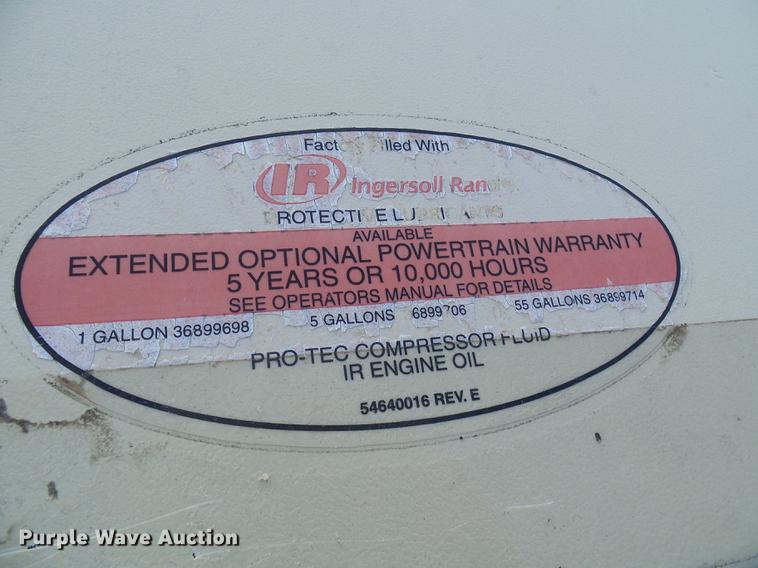 Factory Filled With
IR Ingersoll Rand
AVAILABLE
EXTENDED OPTIONAL POWERTRAIN WARRANTY
5 YEARS OR 10,000 HOURS
SEE OPERATORS MANUAL FOR DETAILS
1 GALLON 36899698 5 GALLONS 6899706 55 GALLONS 36899714
PRO-TEC COMPRESSOR FLUID
IR ENGINE OIL
54640016 REV. E
Purple Wave Auction